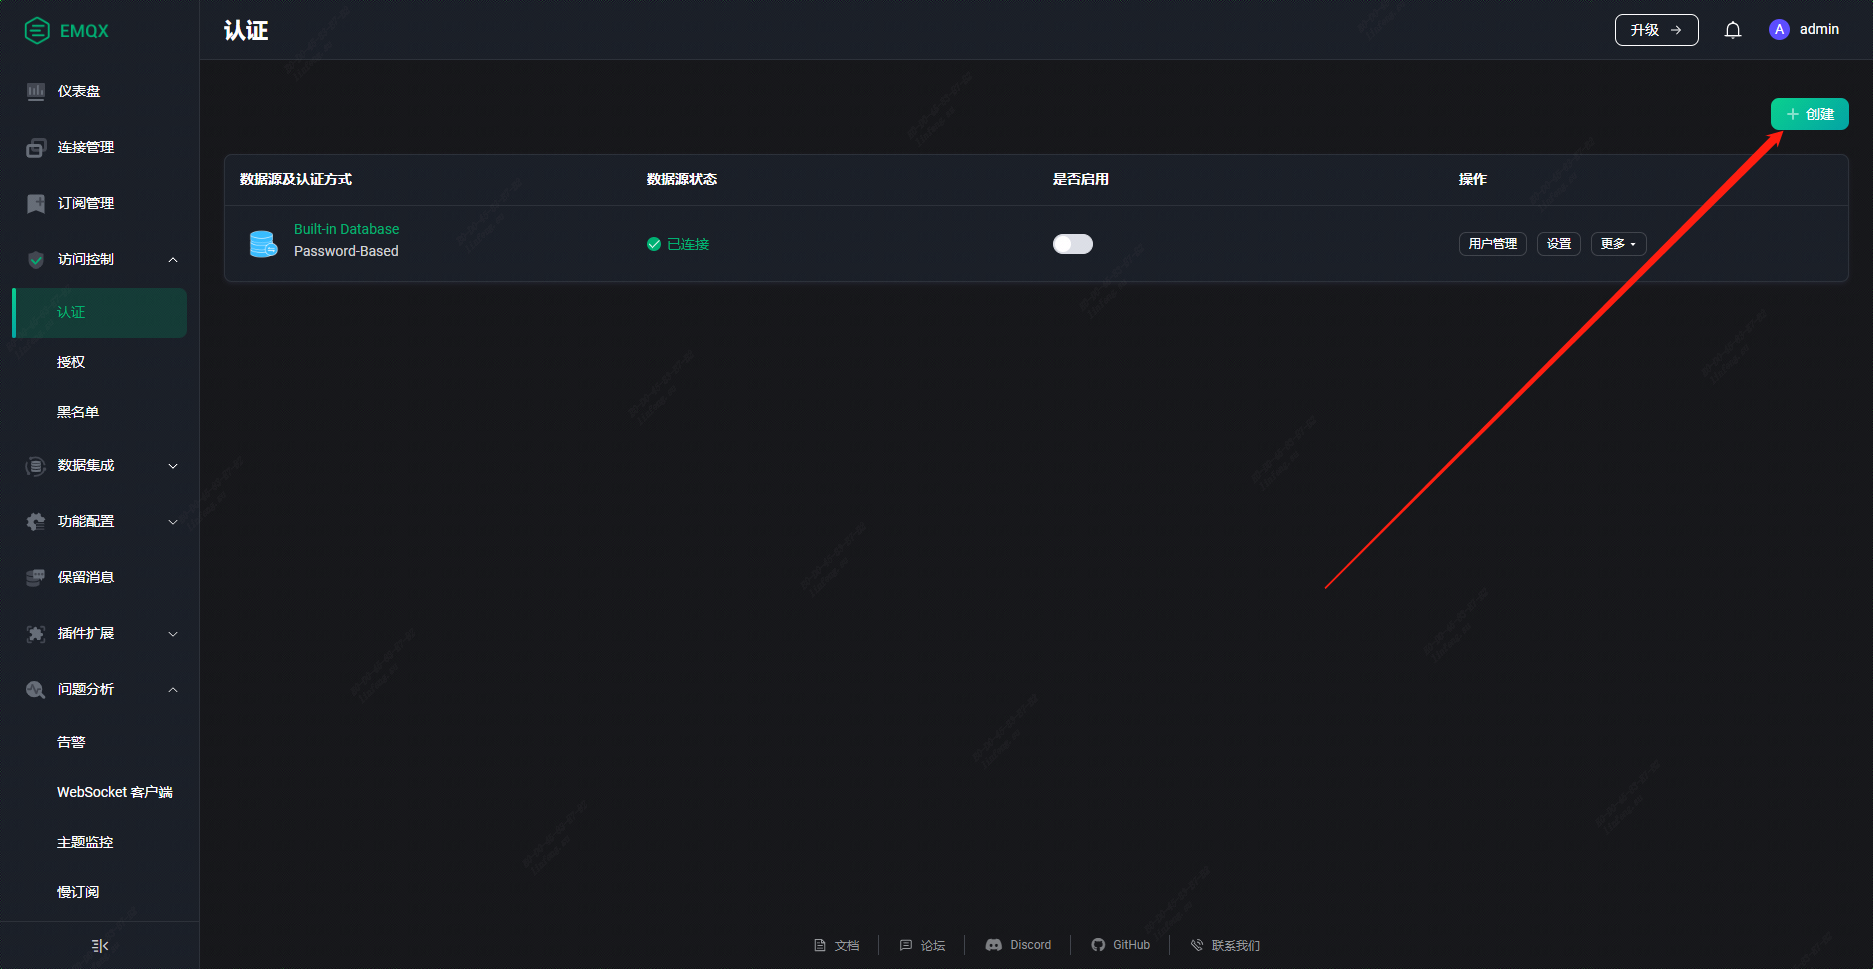 EMQX
认证
升级
A
admin
仪表盘
连接管理
订阅管理
访问控制
认证
授权
黑名单
数据集成
功能配置
保留消息
插件扩展
问题分析
告警
WebSocket 客户端
主题监控
慢订阅
创建
数据源及认证方式 数据源状态 是否启用 操作
Built-in Database
Password-Based
已连接
用户管理 设置 更多
文档 论坛 Discord GitHub 联系我们